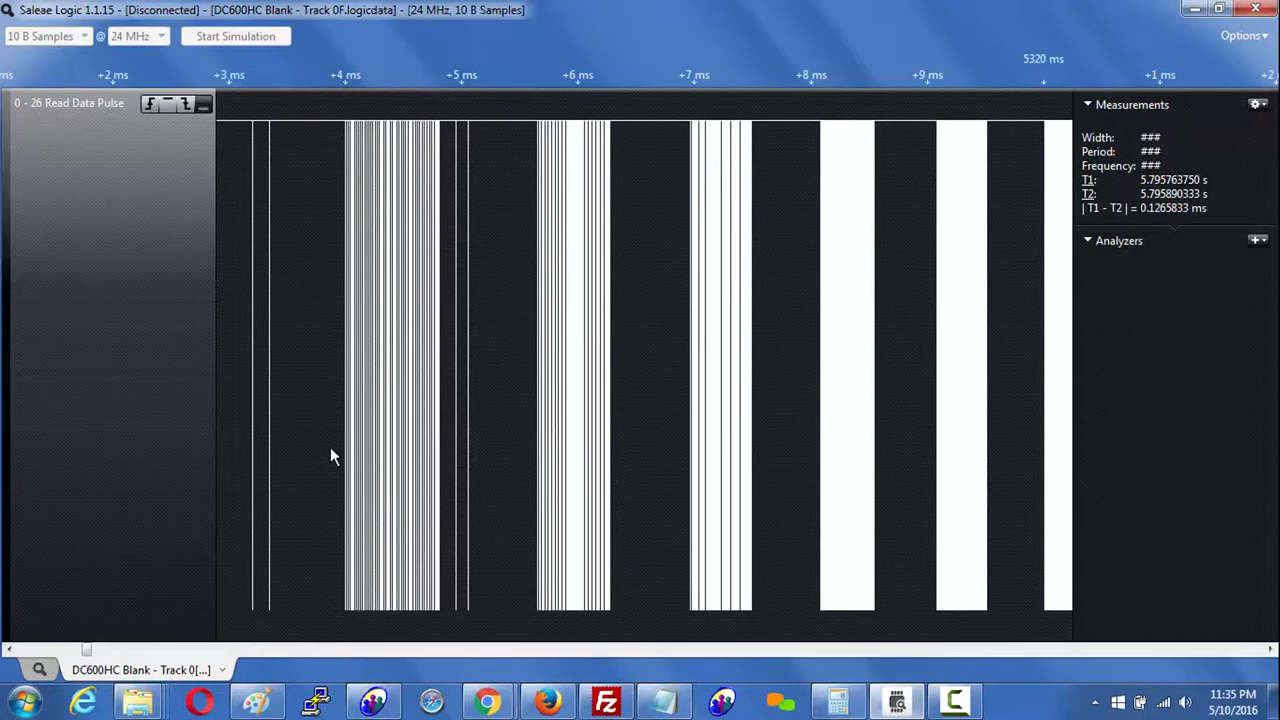 Saleae Logic 1.1.15 - [Disconnected] - [DC600HC Blank - Track 0F.logicdata] - [24 MHz, 10 B Samples]
10 B Samples @ 24 MHz Start Simulation Options
5320 ms
ms +2 ms +3 ms +4 ms +5 ms +6 ms +7 ms +8 ms +9 ms +1 ms +2
0 - 26 Read Data Pulse
Measurements
Width: ###
Period: ###
Frequency: ###
T1: 5.795763750 s
T2: 5.795890333 s
| T1 - T2 | = 0.1265833 ms
Analyzers
DC600HC Blank - Track 0[...]
11:35 PM
5/10/2016